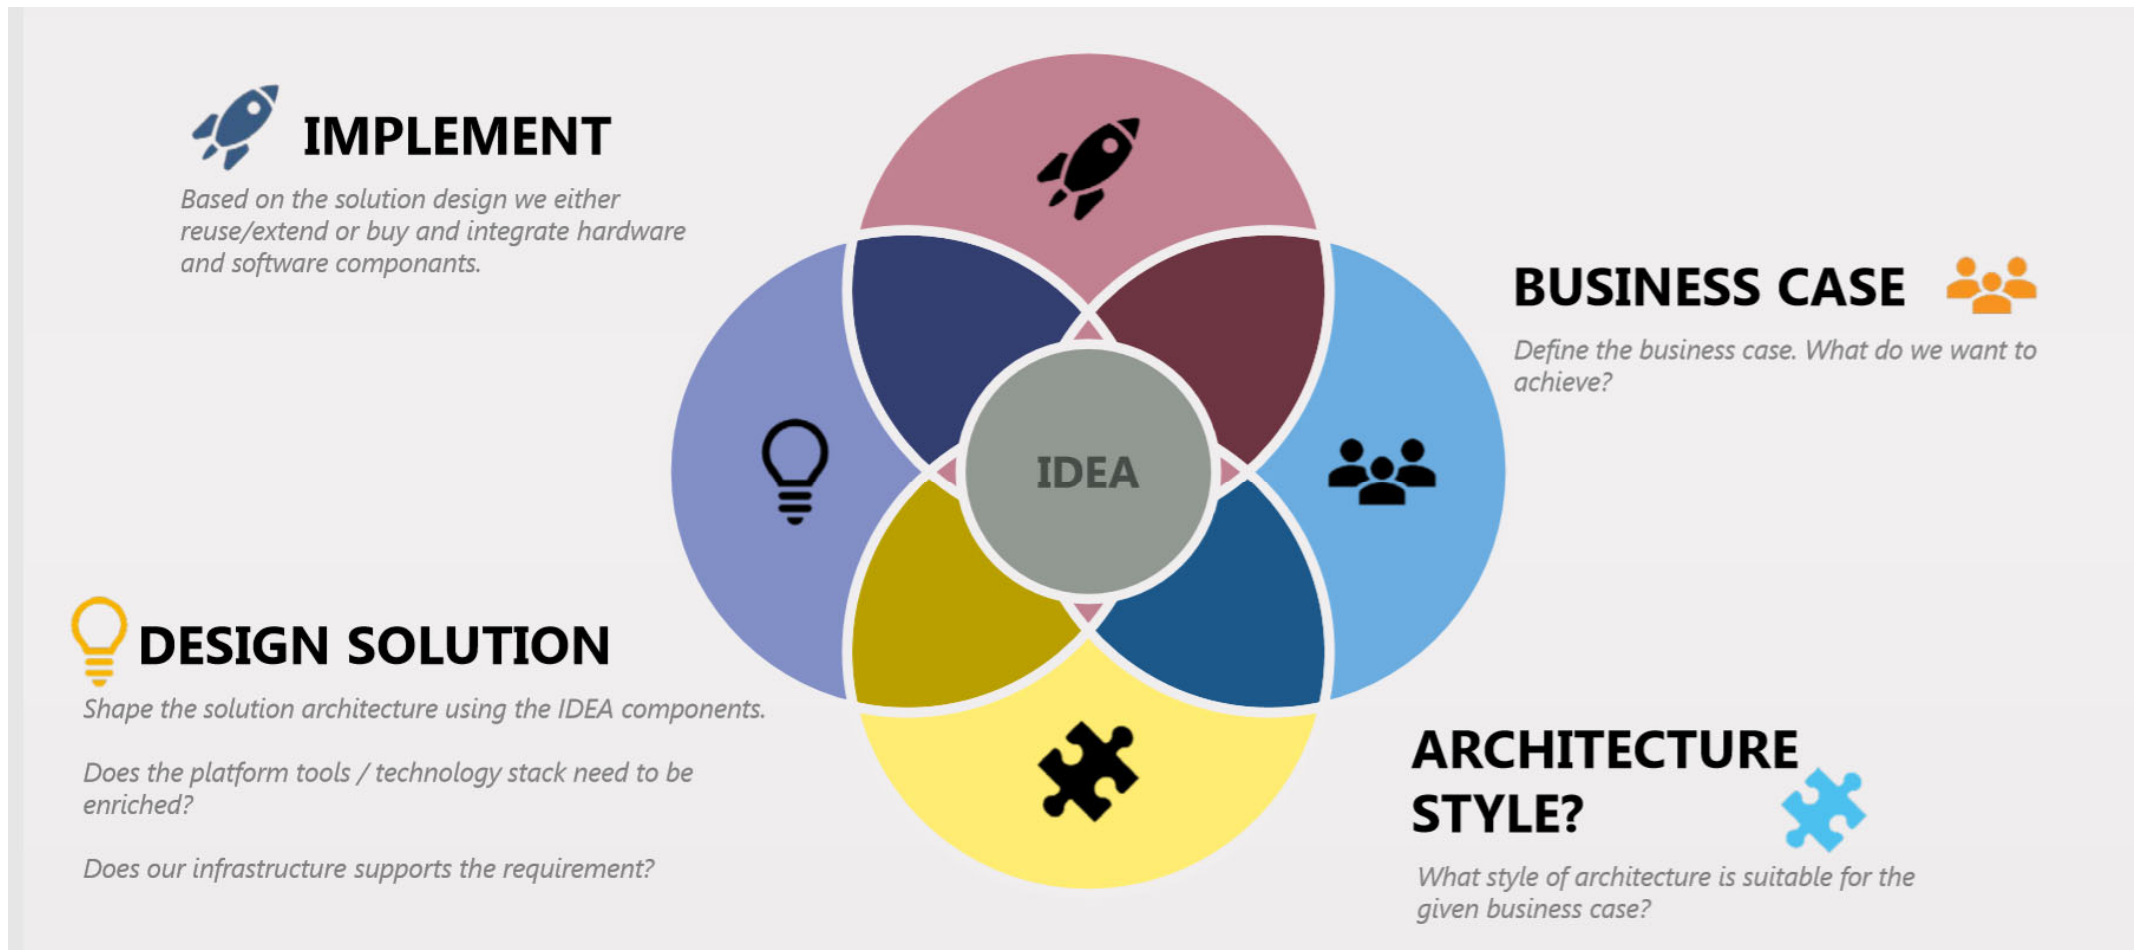 IMPLEMENT
Based on the solution design we either
reuse/extend or buy and integrate hardware
and software componants.
BUSINESS CASE
Define the business case. What do we want to
achieve?
IDEA
DESIGN SOLUTION
Shape the solution architecture using the IDEA components.
Does the platform tools / technology stack need to be
enriched?
Does our infrastructure supports the requirement?
ARCHITECTURE
STYLE?
What style of architecture is suitable for the
given business case?